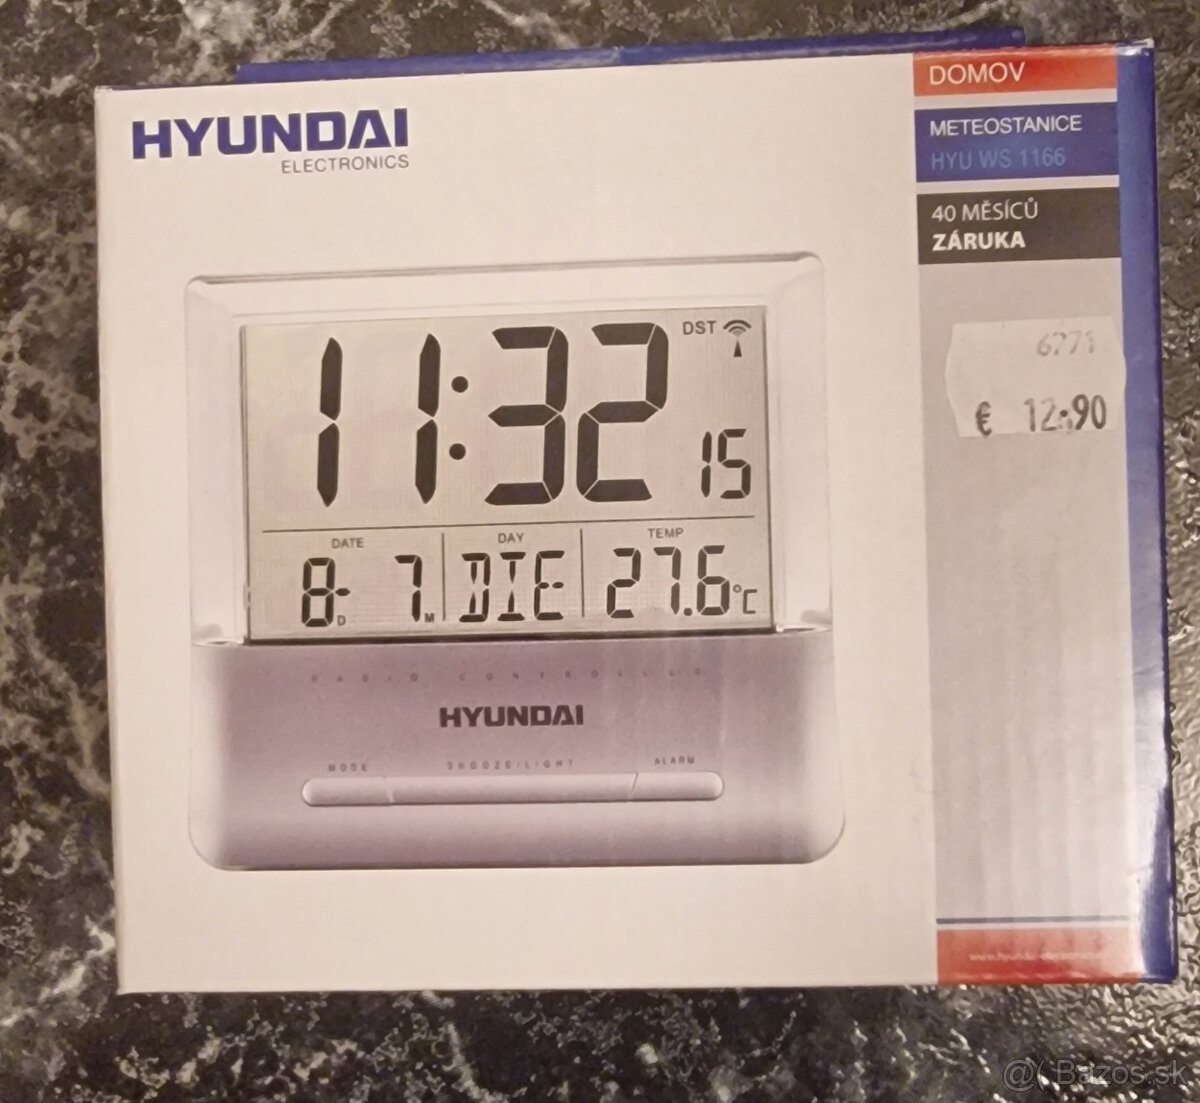 HYUNDAI
ELECTRONICS
DOMOV
METEOSTANICE
HYU WS 1166
40 MĚSÍCŮ
ZÁRUKA
6771
€ 12.90
11:32 15
DST
DATE DAY TEMP
8- D 7. M DIE 27.6 °C
RADIO CONTROLLED
HYUNDAI
MODE SNOOZE/LIGHT ALARM
@( Bazos.sk